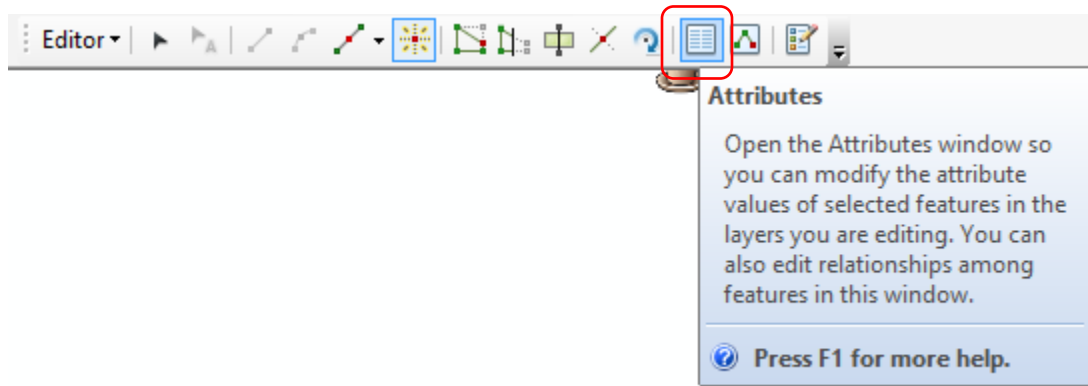 Editor
Attributes
Open the Attributes window so
you can modify the attribute
values of selected features in the
layers you are editing. You can
also edit relationships among
features in this window.
Press F1 for more help.